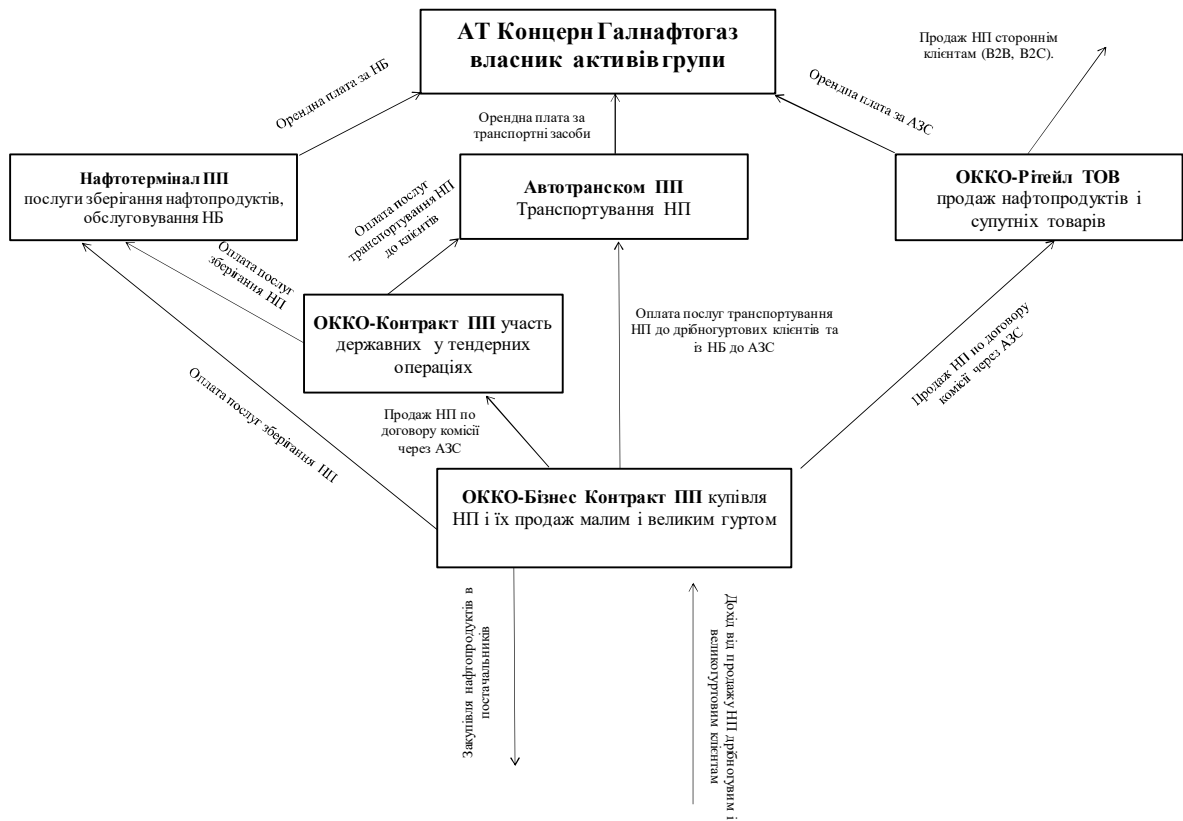 АТ Концерн Галнафтогаз
власник активів групи
Продаж НП стороннім
клієнтам (B2B, B2C).
Орендна плата за НБ
Орендна плата за
транспортні засоби
Орендна плата за АЗС
Нафтотермінал ПП
послуги зберігання нафтопродуктів,
обслуговування НБ
Автотранском ПП
Транспортування НП
ОККО-Рітейл ТОВ
продаж нафтопродуктів і
супутніх товарів
Оплата послуг
транспортування НП
до клієнтів
Оплата послуг
зберігання НП
ОККО-Контракт ПП участь
державних у тендерних
операціях
Оплата послуг транспортування
НП до дрібногуртових клієнтів та
із НБ до АЗС
Продаж НП по договору
комісії через АЗС
Оплата послуг зберігання НП
Продаж НП по
договору комісії
через АЗС
ОККО-Бізнес Контракт ПП купівля
НП і їх продаж малим і великим гуртом
Закупівля нафтопродуктів в
постачальників
Дохід від продажу НП дрібногувим і
великогуртовим клієнтам